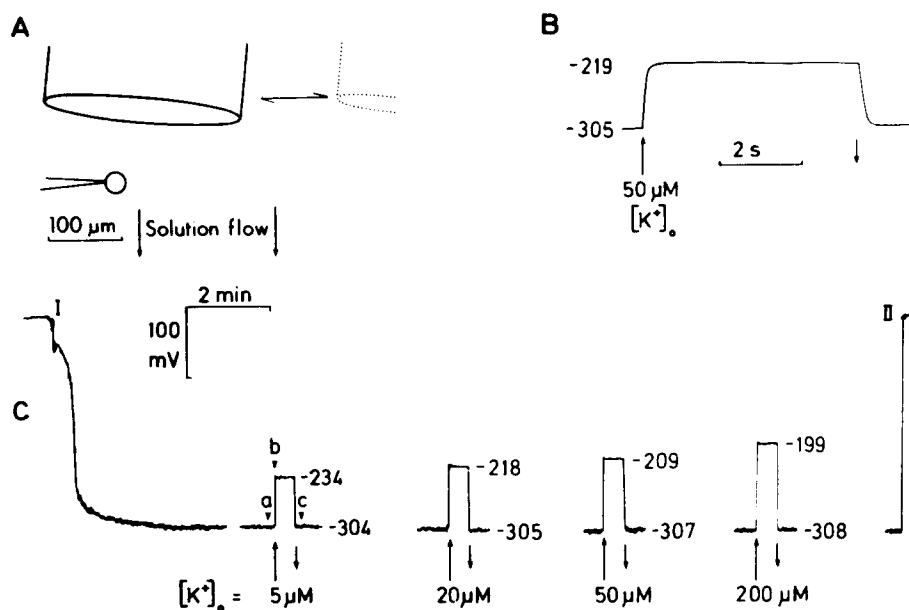 A
B
-219
-305
2 s
50 µM
[K⁺]ₒ
100 µm
Solution flow
I
2 min
100
mV
II
C
b
a
c
-234
-304
-218
-305
-209
-307
-199
-308
[K⁺]ₒ = 5 µM 20 µM 50 µM 200 µM